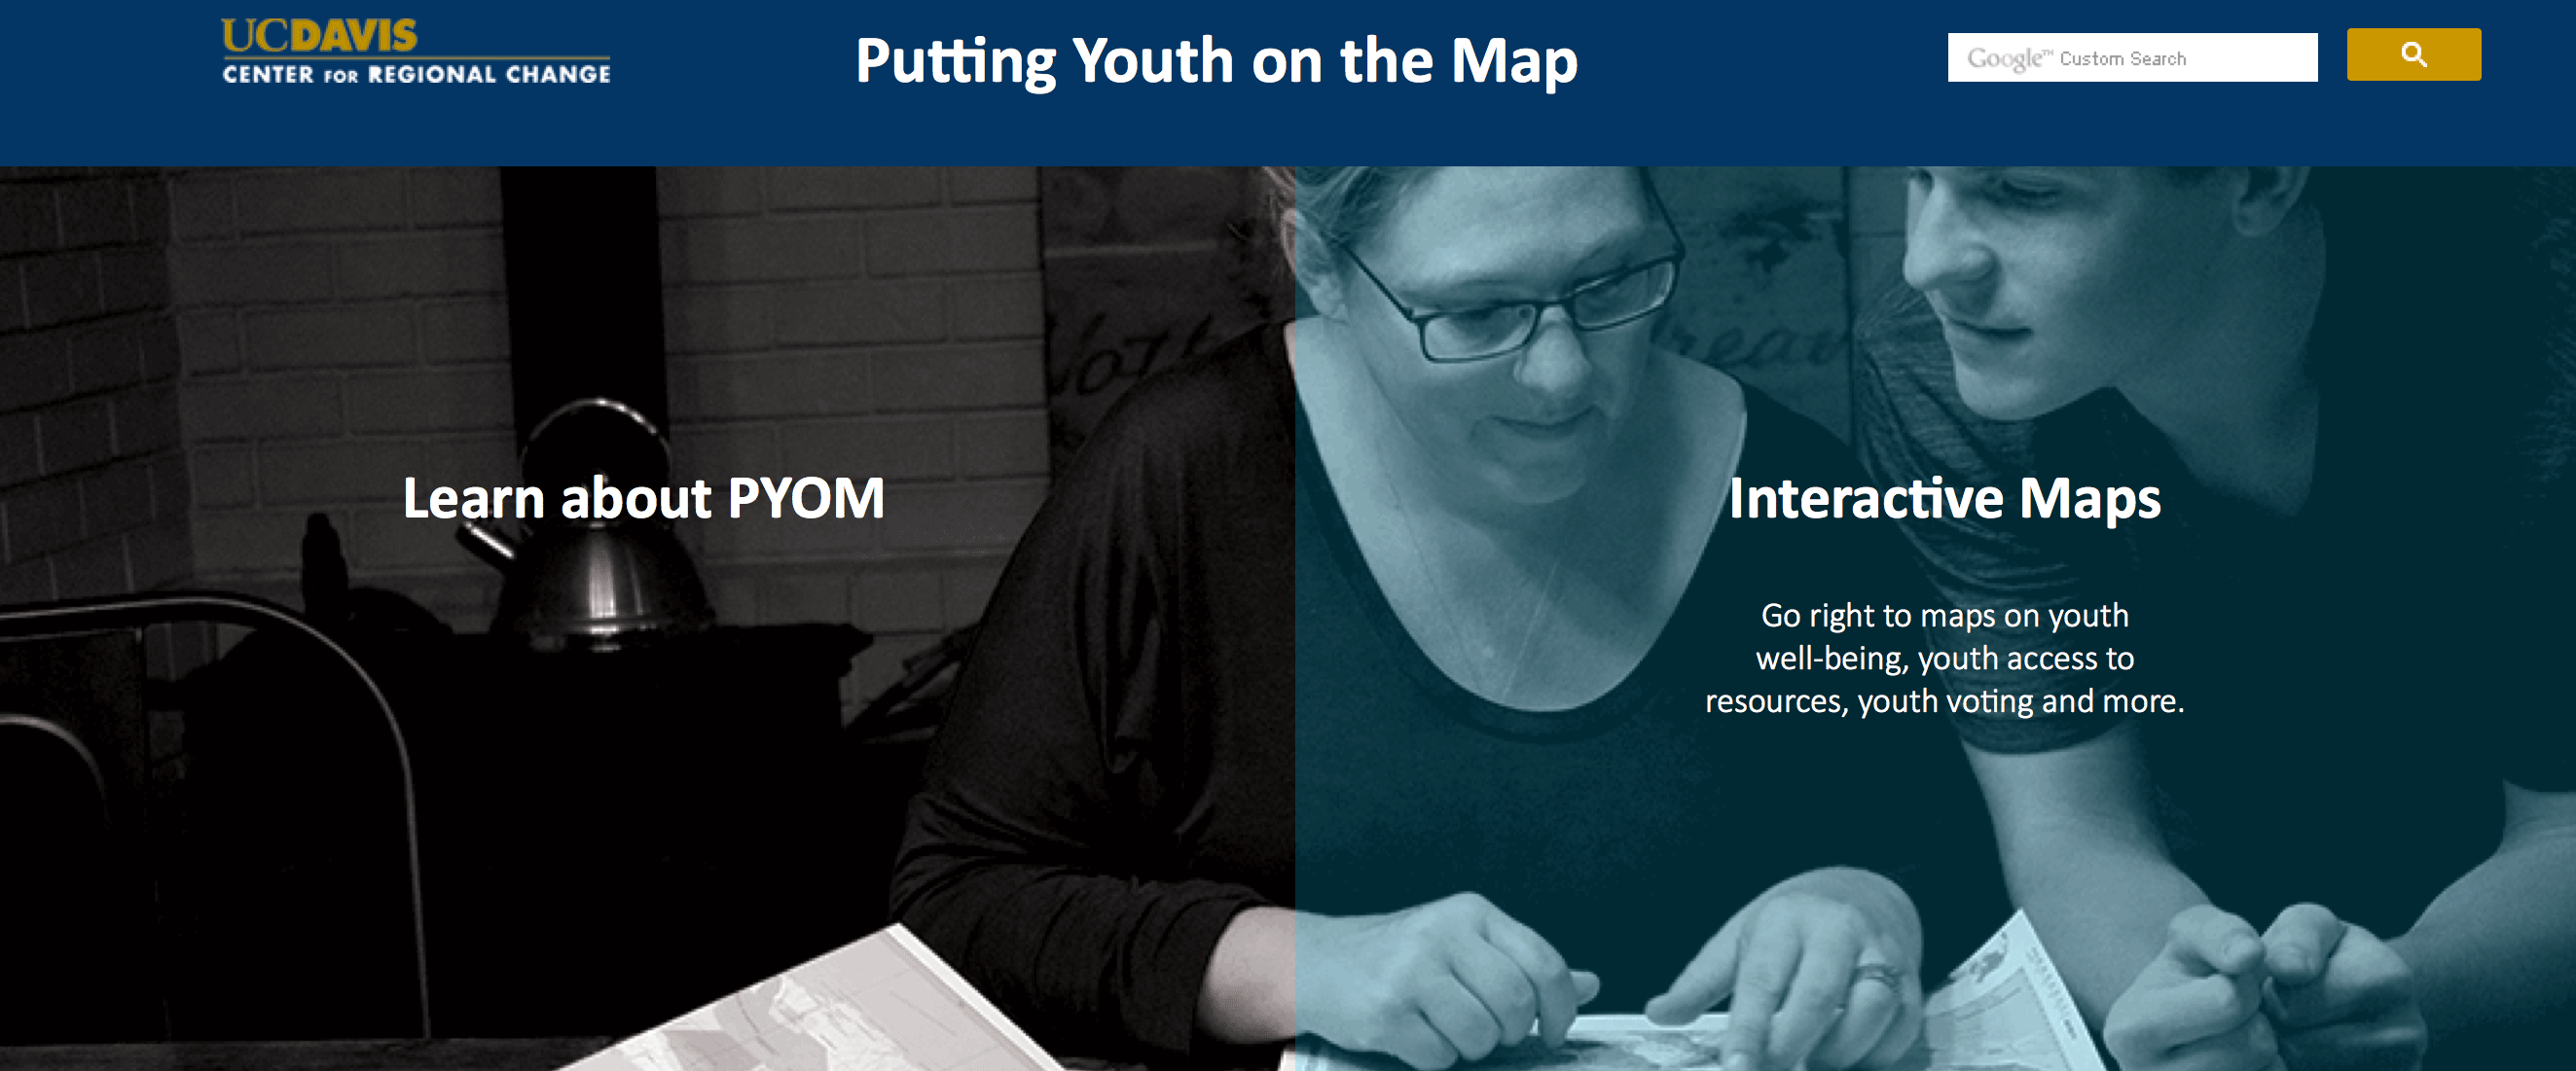 UCDAVIS
CENTER FOR REGIONAL CHANGE
Putting Youth on the Map
Google™ Custom Search
Learn about PYOM
Interactive Maps
Go right to maps on youth
well-being, youth access to
resources, youth voting and more.